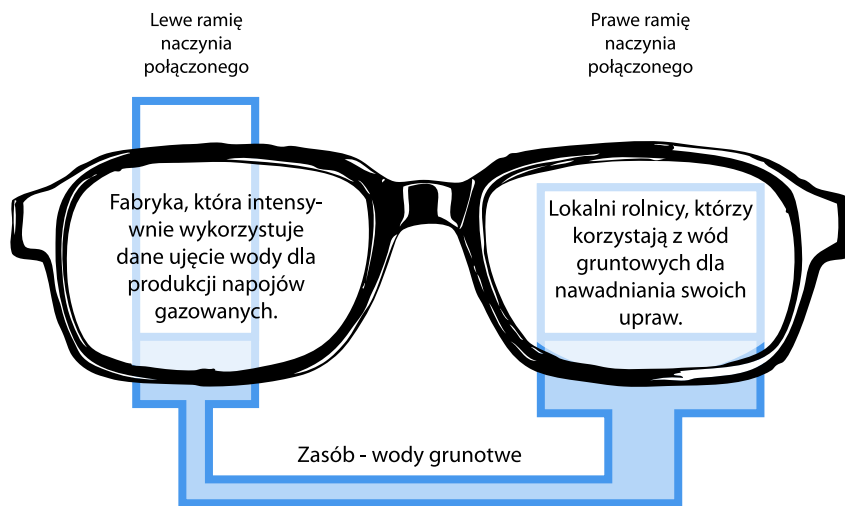 Lewe ramię
naczynia
połączonego
Prawe ramię
naczynia
połączonego
Fabryka, która intensy-
wnie wykorzystuje
dane ujęcie wody dla
produkcji napojów
gazowanych.
Lokalni rolnicy, którzy
korzystają z wód
gruntowych dla
nawadniania swoich
upraw.
Zasób - wody grunotwe